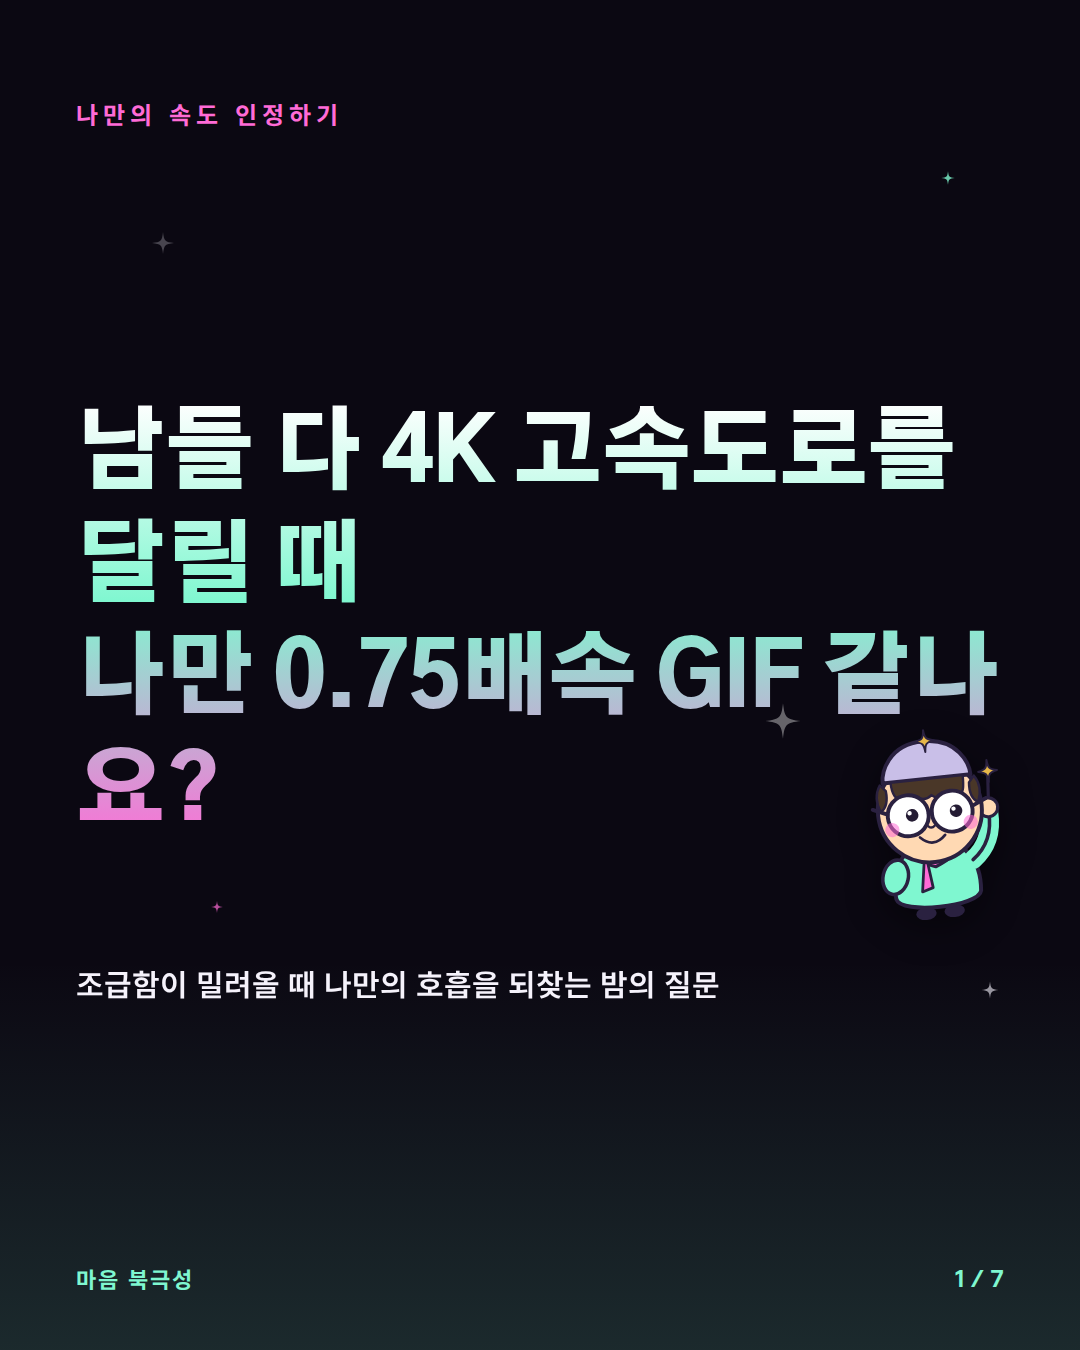 나만의 속도 인정하기
남들 다 4K 고속도로를
달릴 때
나만 0.75배속 GIF 같나
요?
조급함이 밀려올 때 나만의 호흡을 되찾는 밤의 질문
마음 북극성
1 / 7